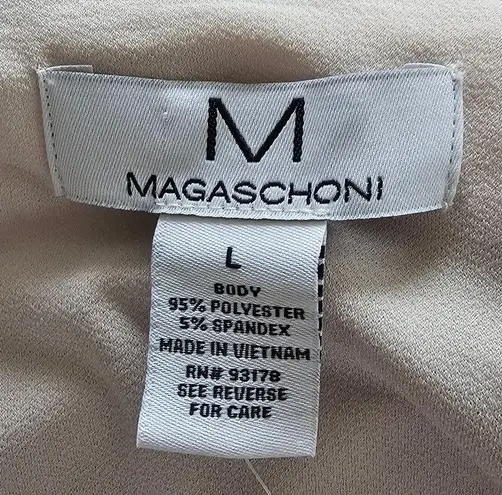 M
MAGASCHONI
L
BODY
95% POLYESTER
5% SPANDEX
MADE IN VIETNAM
RN# 93178
SEE REVERSE
FOR CARE